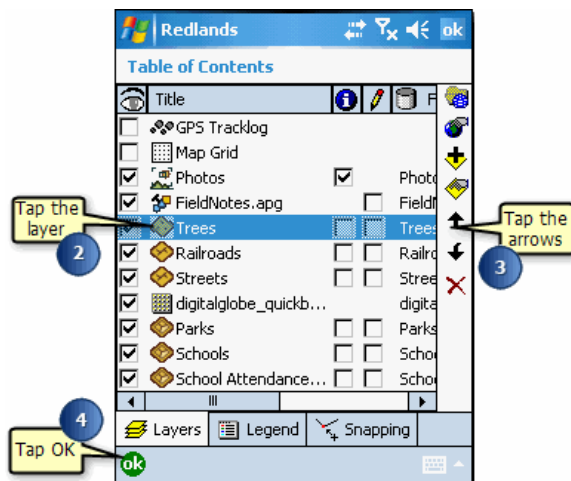 Redlands
ok
Table of Contents
Title
F
GPS Tracklog
Map Grid
Photos
Photo
FieldNotes.apg
Field
Tap the layer
2
Trees
Trees
Tap the arrows
3
Railroads
Railro
Streets
Stree
digitalglobe_quickb...
digita
Parks
Parks
Schools
Schoo
School Attendance...
Schoo
4
Layers
Legend
Snapping
Tap OK
ok